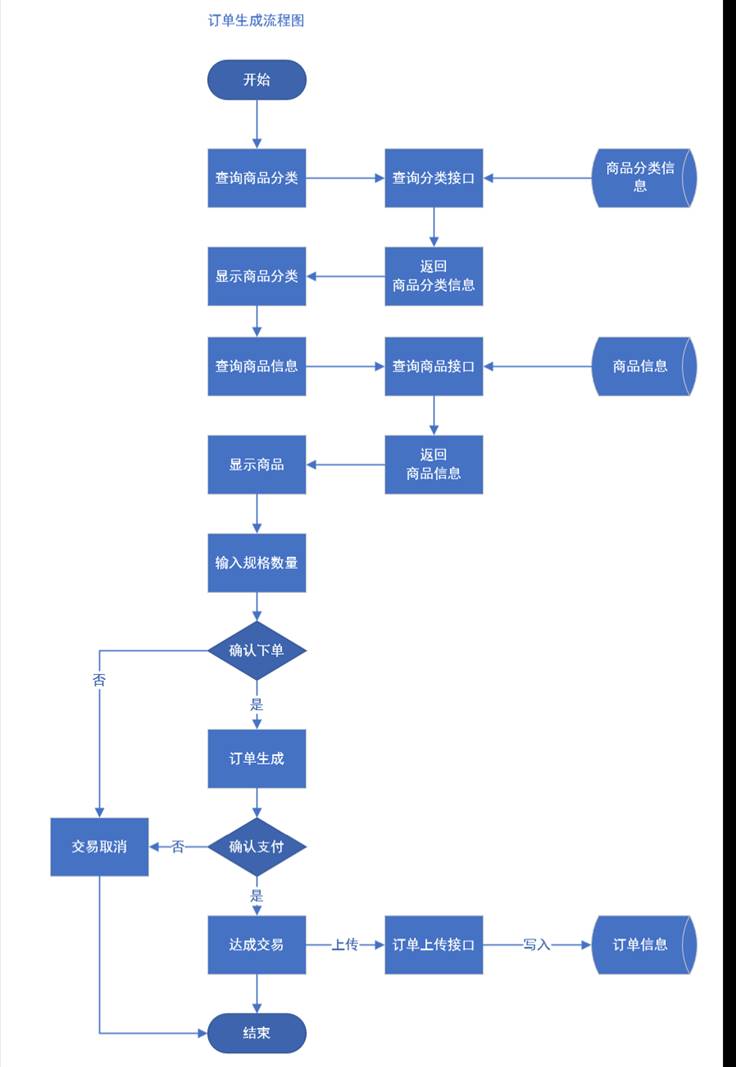 订单生成流程图
开始
查询商品分类
查询分类接口
商品分类信
息
显示商品分类
返回
商品分类信息
查询商品信息
查询商品接口
商品信息
显示商品
返回
商品信息
输入规格数量
确认下单
否
是
订单生成
交易取消
否
确认支付
是
达成交易
上传
订单上传接口
写入
订单信息
结束